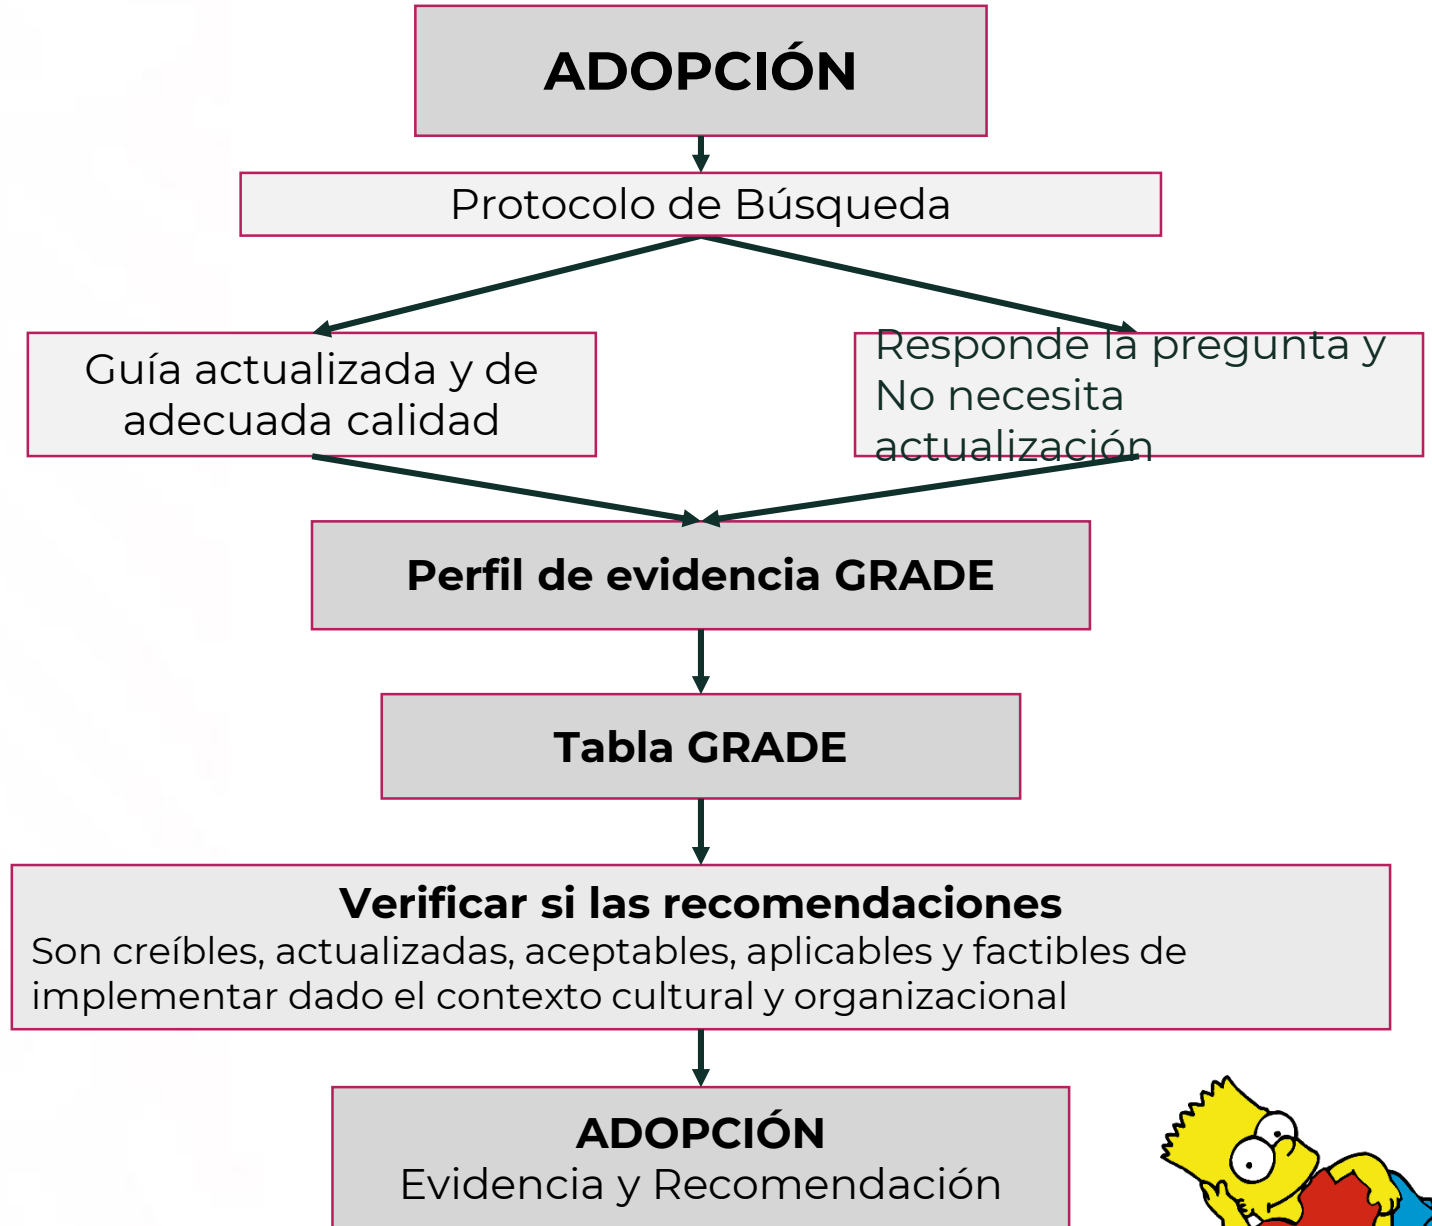 ADOPCIÓN
Protocolo de Búsqueda
Guía actualizada y de
adecuada calidad
Responde la pregunta y
No necesita
actualización
Perfil de evidencia GRADE
Tabla GRADE
Verificar si las recomendaciones
Son creíbles, actualizadas, aceptables, aplicables y factibles de
implementar dado el contexto cultural y organizacional
ADOPCIÓN
Evidencia y Recomendación